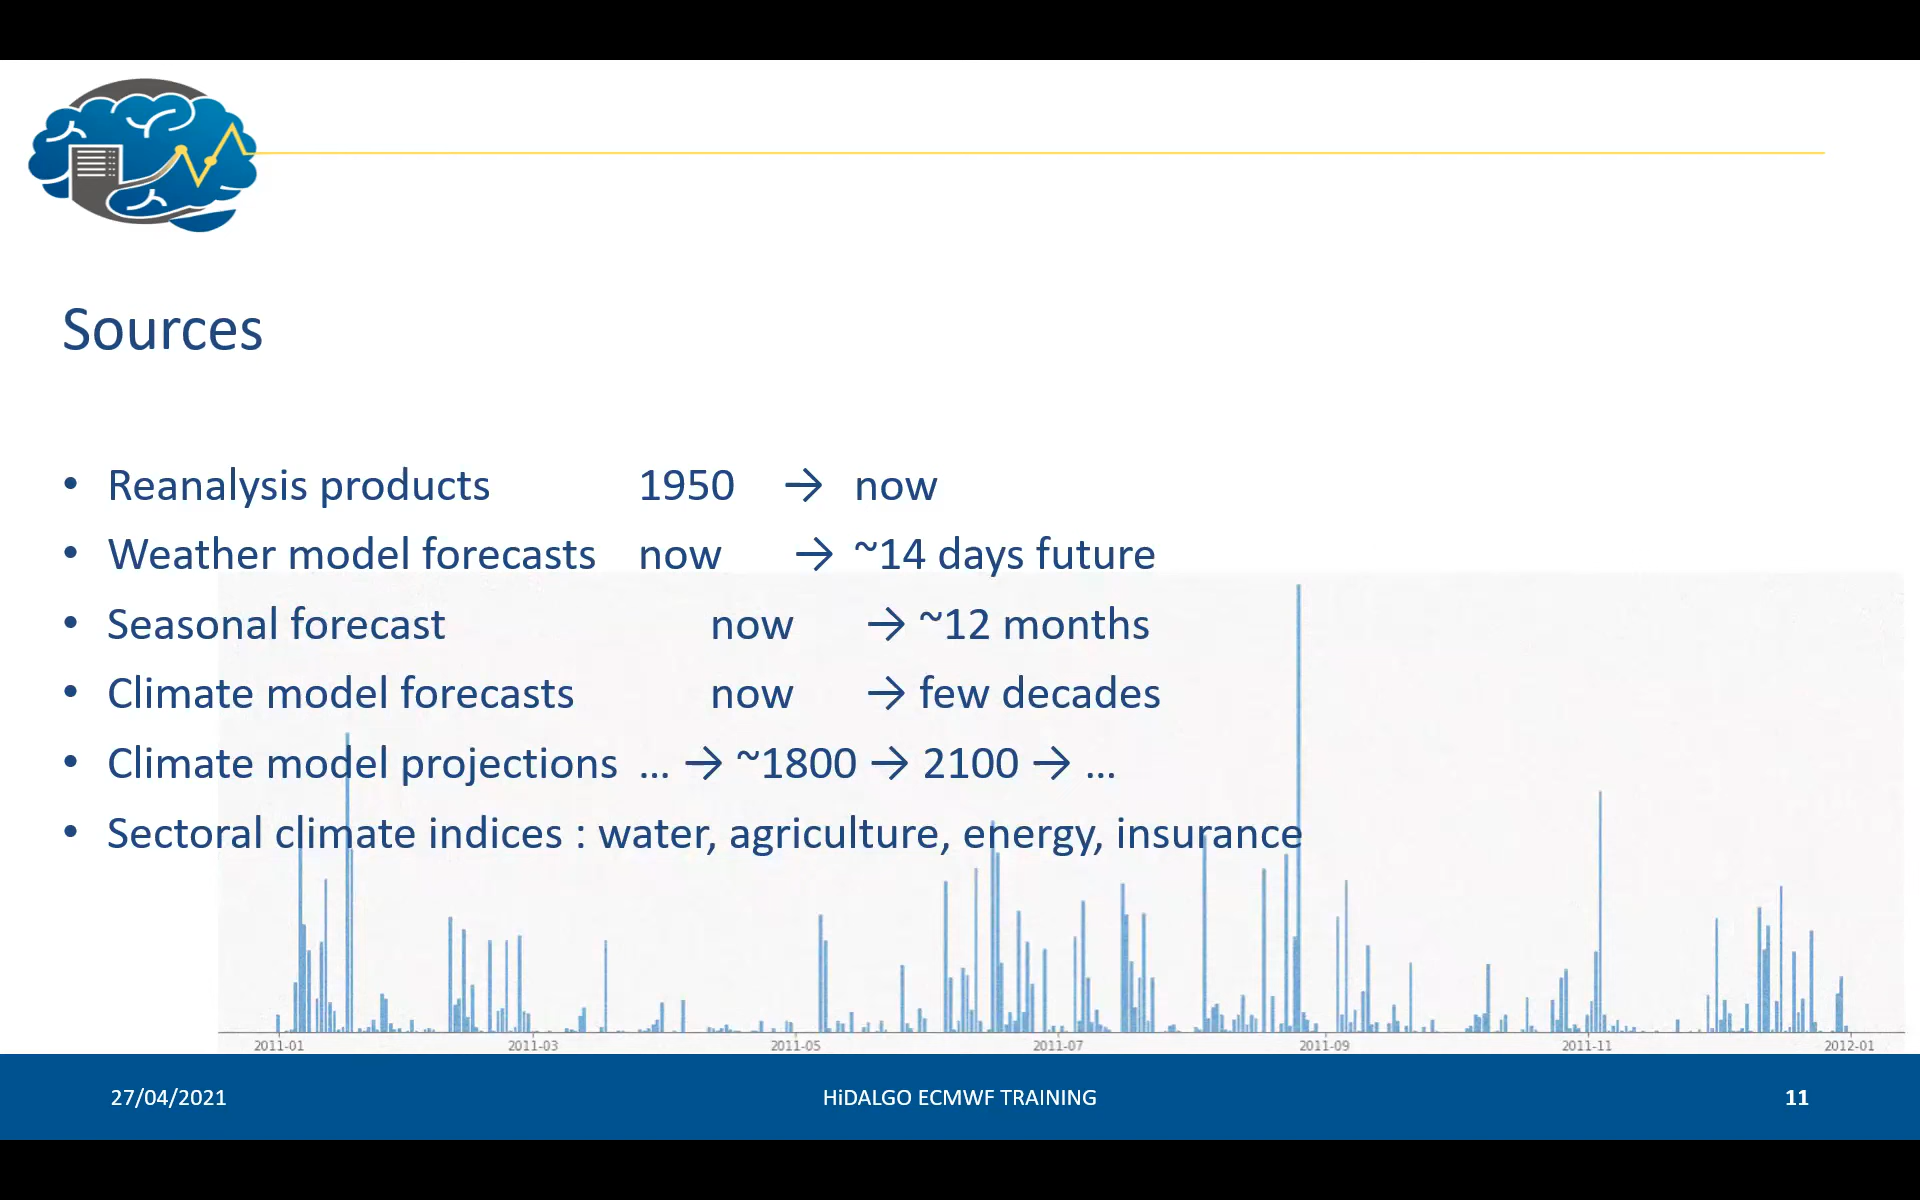 Sources
• Reanalysis products 1950 → now
• Weather model forecasts now → ~14 days future
• Seasonal forecast now → ~12 months
• Climate model forecasts now → few decades
• Climate model projections ... → ~1800 → 2100 → ...
• Sectoral climate indices : water, agriculture, energy, insurance
2011-01 2011-03 2011-05 2011-07 2011-09 2011-11 2012-01
27/04/2021 HiDALGO ECMWF TRAINING 11